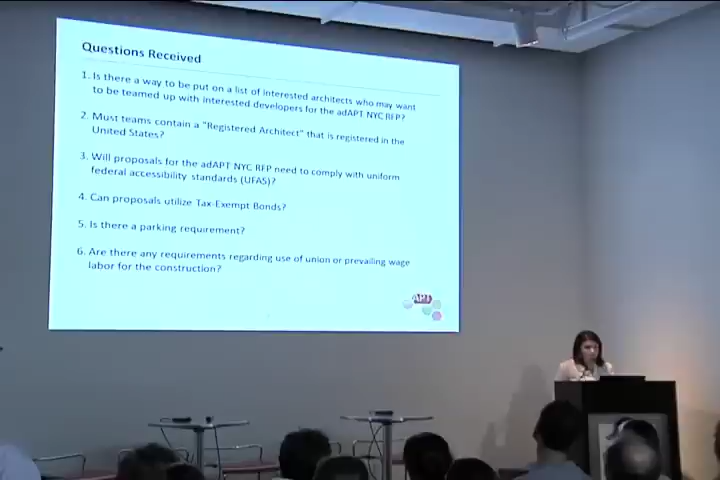 Questions Received
1. Is there a way to be put on a list of interested architects who may want
to be teamed up with interested developers for the adAPT NYC RFP?
2. Must teams contain a "Registered Architect" that is registered in the
United States?
3. Will proposals for the adAPT NYC RFP need to comply with uniform
federal accessibility standards (UFAS)?
4. Can proposals utilize Tax-Exempt Bonds?
5. Is there a parking requirement?
6. Are there any requirements regarding use of union or prevailing wage
labor for the construction?
APT